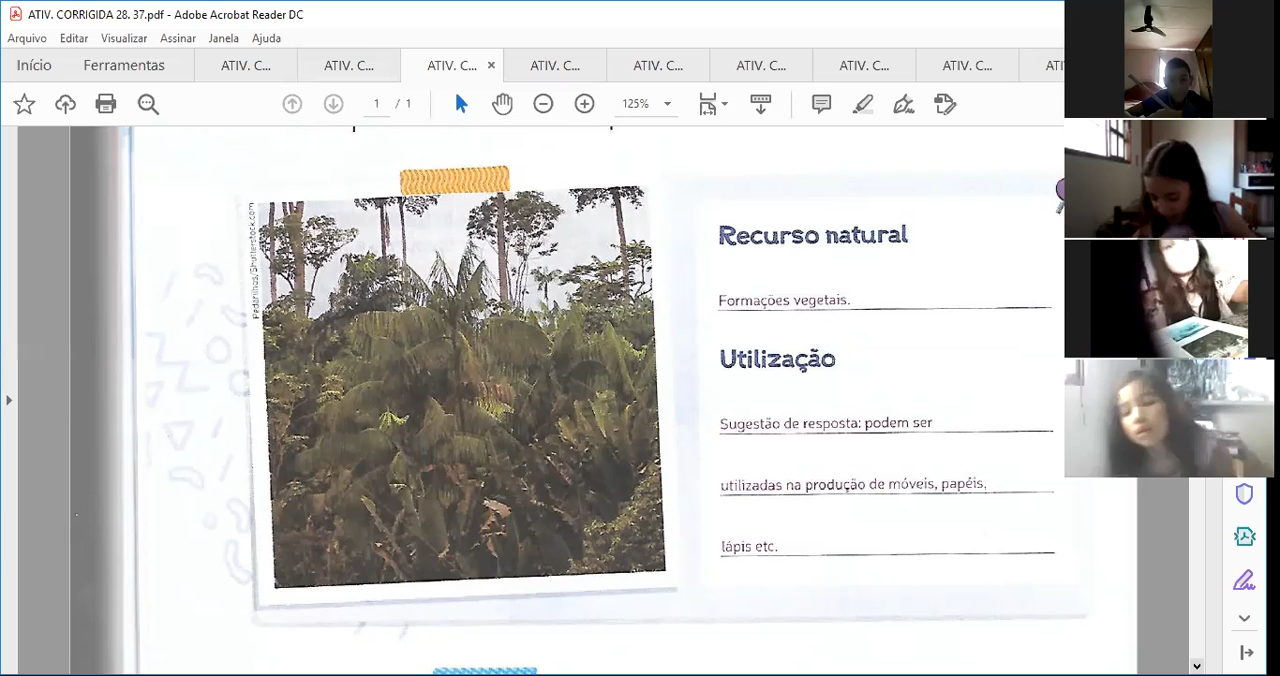 ATIV. CORRIGIDA 28. 37.pdf - Adobe Acrobat Reader DC
Arquivo Editar Visualizar Assinar Janela Ajuda
Início Ferramentas ATIV. C... ATIV. C... ATIV. C... × ATIV. C... ATIV. C... ATIV. C... ATIV. C... ATIV. C... ATI
1 / 1 125%
Recurso natural
Formações vegetais.
Utilização
Sugestão de resposta: podem ser
utilizadas na produção de móveis, papéis,
lápis etc.